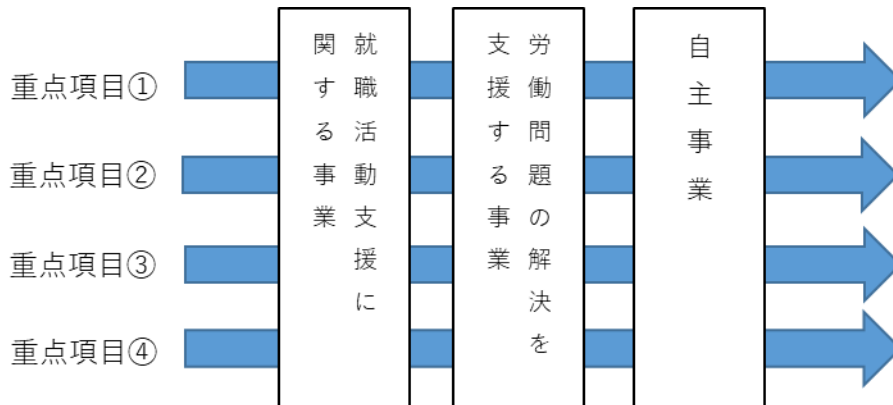 重点項目①
重点項目②
重点項目③
重点項目④
就職活動支援に
関する事業
労働問題の解決を
支援する事業
自主事業